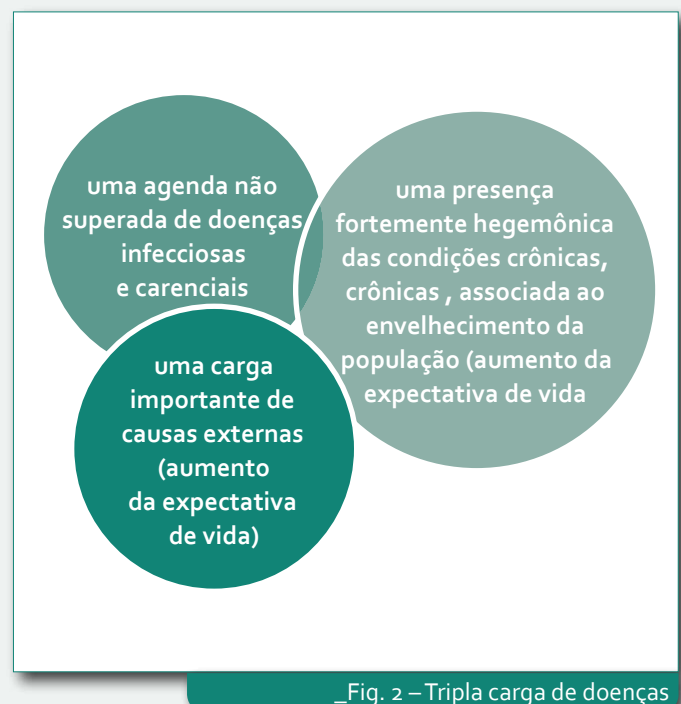 uma agenda não
superada de doenças
infecciosas
e carenciais
uma presença
fortemente hegemônica
das condições crônicas,
crônicas , associada ao
envelhecimento da
população (aumento da
expectativa de vida
uma carga
importante de
causas externas
(aumento
da expectativa
de vida)
_Fig. 2 – Tripla carga de doenças